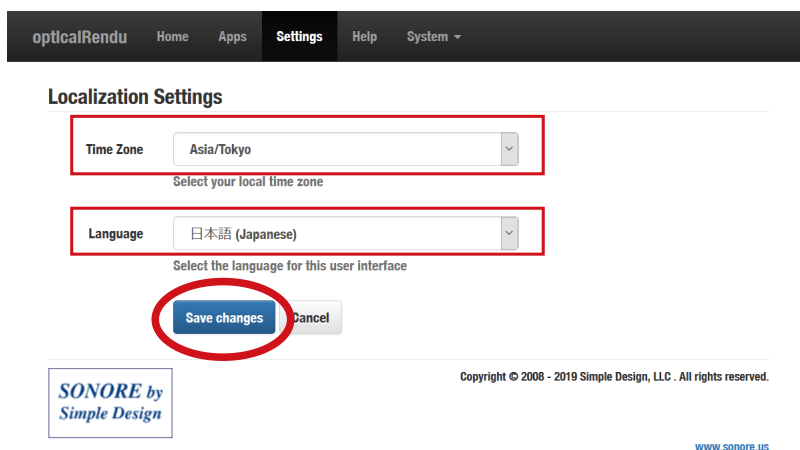 optIcalRendu Home Apps Settings Help System
Localization Settings
Time Zone Asia/Tokyo
Select your local time zone
Language 日本語 (Japanese)
Select the language for this user interface
Save changes Cancel
Copyright © 2008 - 2019 Simple Design, LLC . All rights reserved.
SONORE by
Simple Design
www.sonore.us